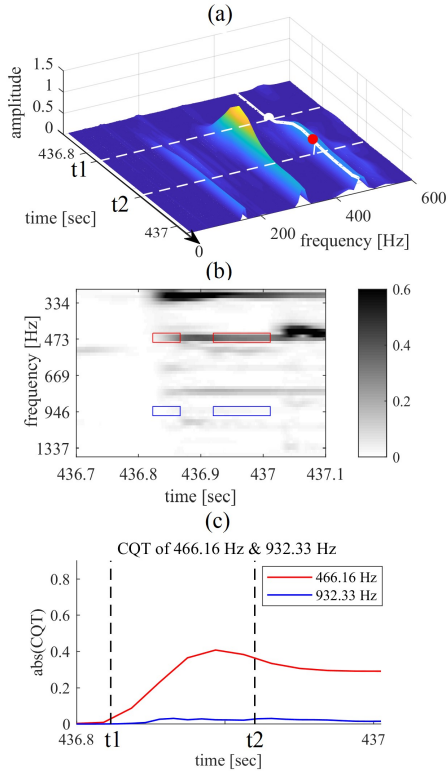 (a)
1.5
1
0.5
0
amplitude
436.8
t1
t2
time [sec]
437
0
200
400
600
frequency [Hz]
(b)
334
473
669
946
1337
frequency [Hz]
436.7 436.8 436.9 437 437.1
time [sec]
0.6
0.4
0.2
0
(c)
CQT of 466.16 Hz & 932.33 Hz
466.16 Hz
932.33 Hz
0.8
0.6
0.4
0.2
0
abs(CQT)
436.8 t1 t2 437
time [sec]